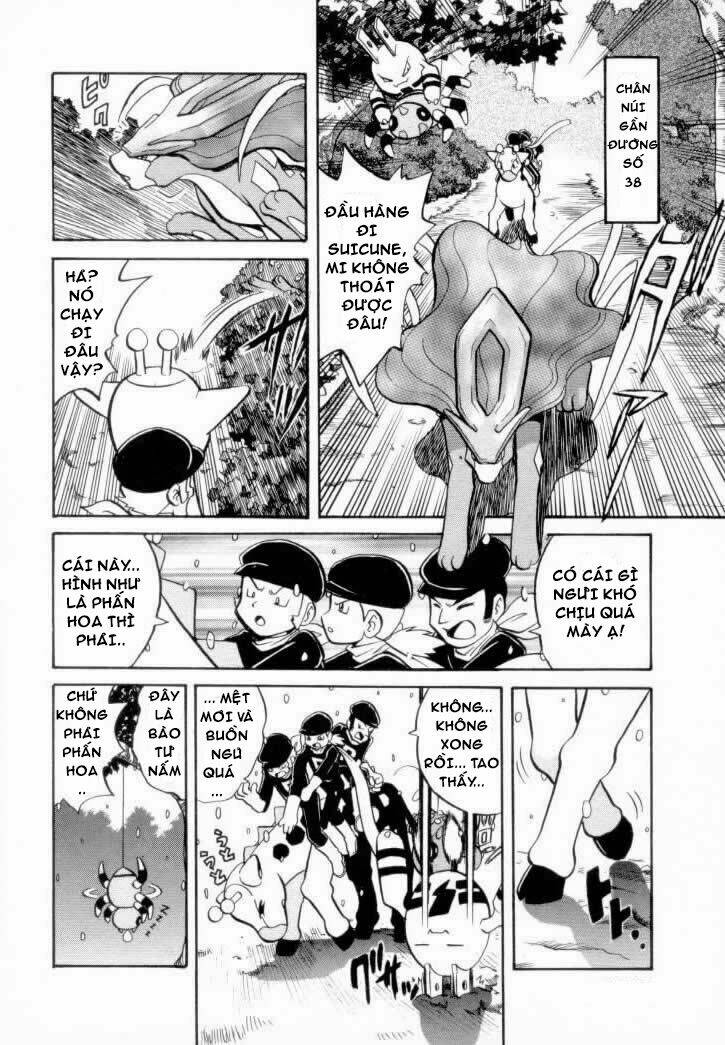 CHÂN
NÚI
GẦN
ĐƯỜNG
SỐ
38
ĐẦU HÀNG
ĐI
SUICUNE,
MI KHÔNG
THOÁT
ĐƯỢC
ĐÂU!
HẢ?
NÓ
CHẠY
ĐI
ĐÂU
VẬY?
CÓ CÁI GÌ
NGƯI KHÓ
CHỊU QUÁ
MÀY Ạ!
CÁI NÀY..
HÌNH NHƯ
LÀ PHẤN
HOA THÌ
PHẢI..
KHÔNG...
KHÔNG
XONG
RỒI... TAO
THẤY...
... MỆT
MỎI VÀ
BUỒN
NGỦ
QUÁ
...
ĐÂY
LÀ
BÀO
TỬ
NẤM
CHỨ
KHÔNG
PHẢI
PHẤN
HOA
..